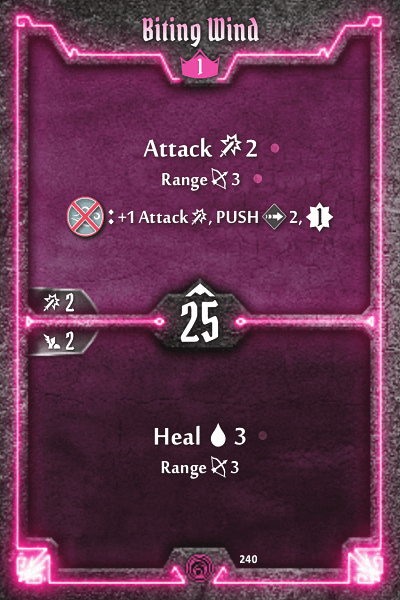 Biting Wind
1
Attack 2
Range 3
: +1 Attack, PUSH 2, 1
2
25
2
Heal 3
Range 3
240